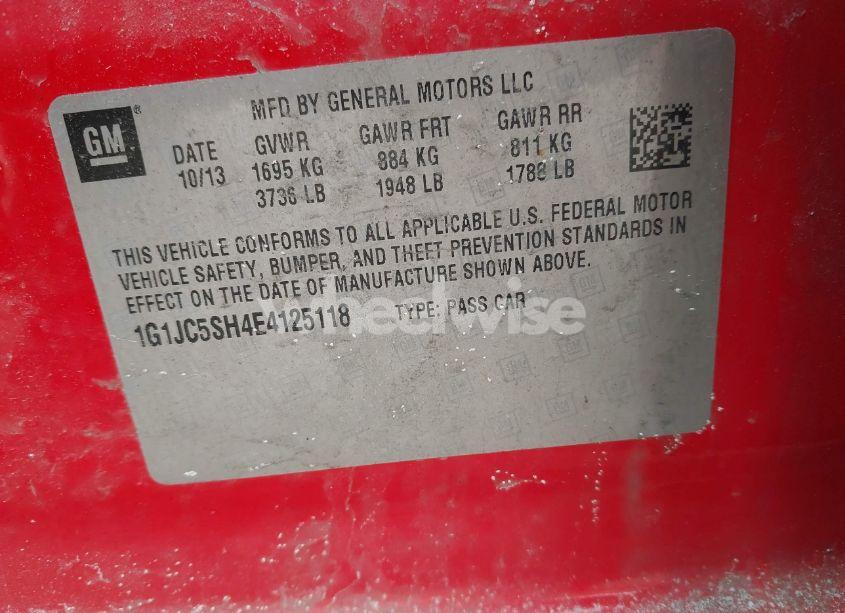 MFD BY GENERAL MOTORS LLC
GM ®
DATE GVWR GAWR FRT GAWR RR
10/13 1695 KG 884 KG 811 KG
3736 LB 1948 LB 1788 LB
THIS VEHICLE CONFORMS TO ALL APPLICABLE U.S. FEDERAL MOTOR
VEHICLE SAFETY, BUMPER, AND THEFT PREVENTION STANDARDS IN
EFFECT ON THE DATE OF MANUFACTURE SHOWN ABOVE.
1G1JC5SH4E4125118 TYPE: PASS CAR
wheelwise